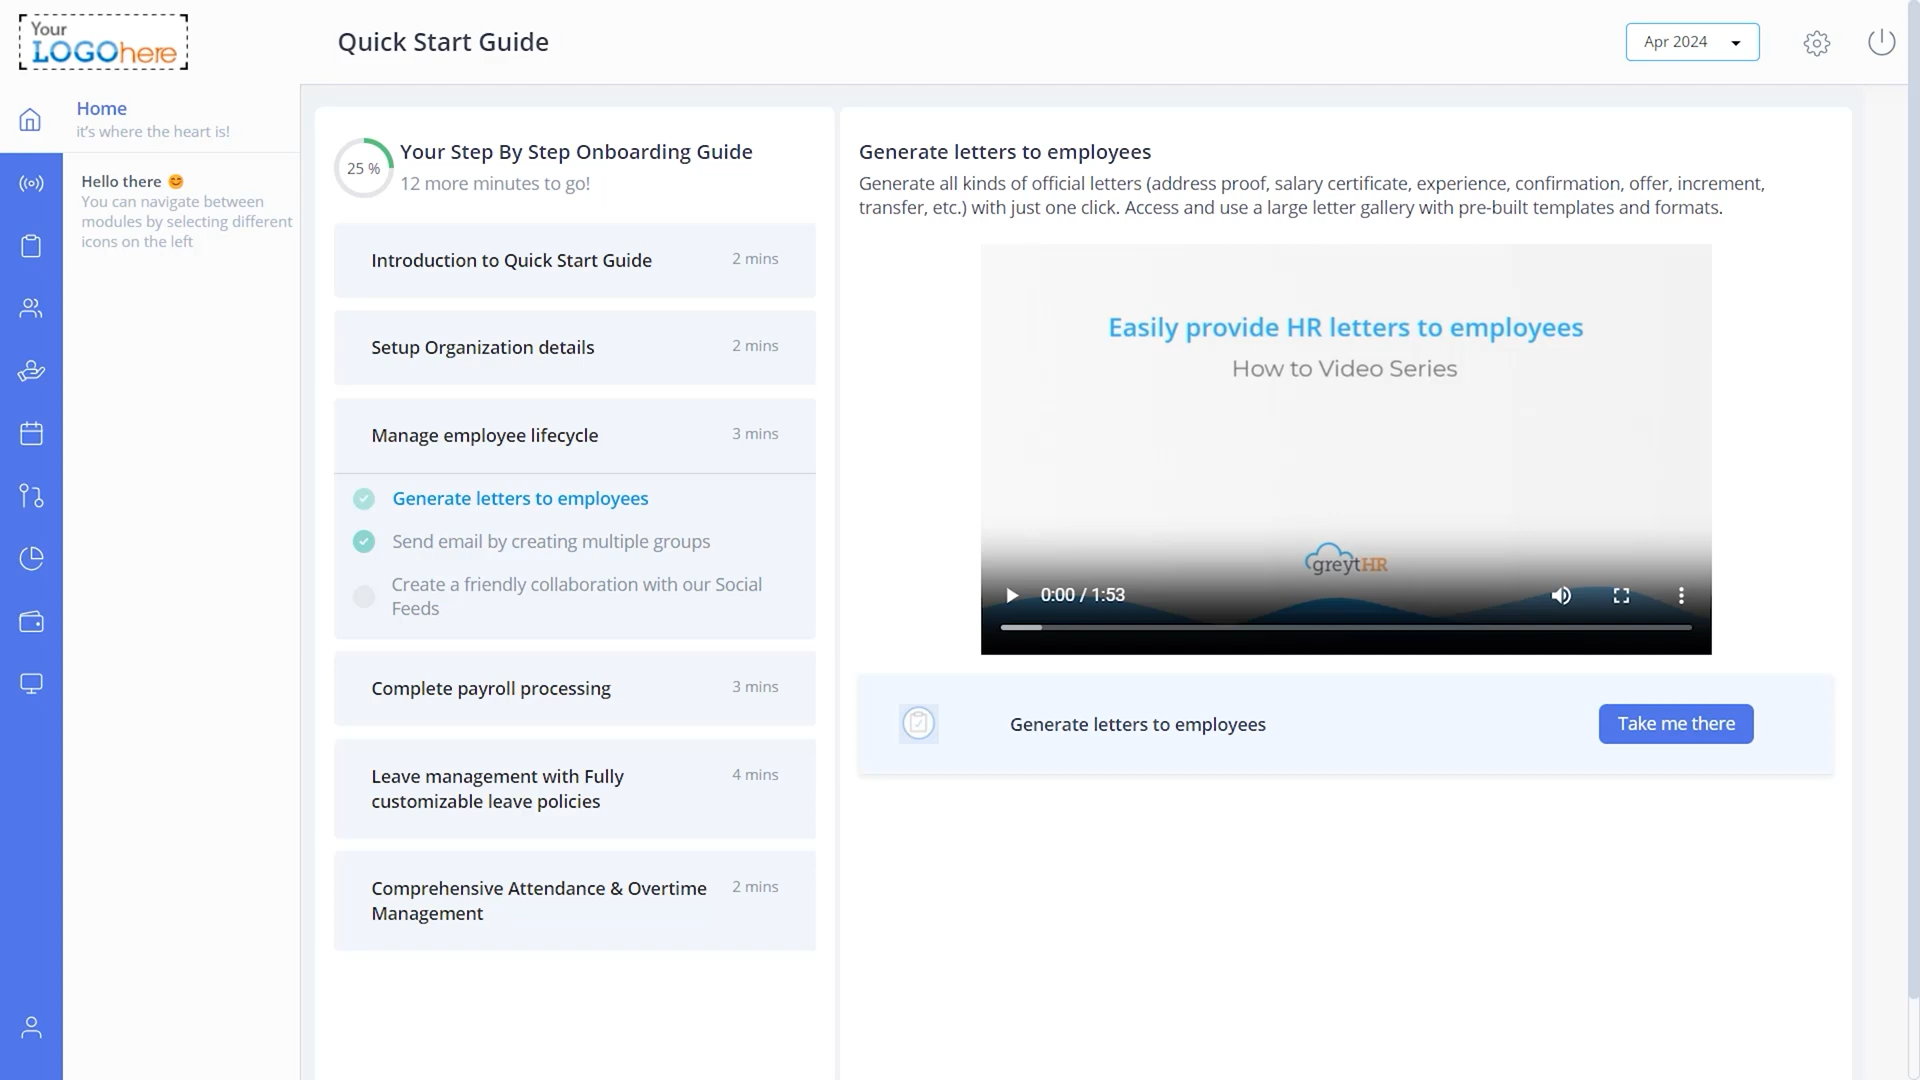 Your
LOGOhere
Quick Start Guide
Apr 2024
Home
it's where the heart is!
Hello there 😊
You can navigate between
modules by selecting different
icons on the left
25 %
Your Step By Step Onboarding Guide
12 more minutes to go!
Introduction to Quick Start Guide 2 mins
Setup Organization details 2 mins
Manage employee lifecycle 3 mins
Generate letters to employees
Send email by creating multiple groups
Create a friendly collaboration with our Social
Feeds
Complete payroll processing 3 mins
Leave management with Fully 4 mins
customizable leave policies
Comprehensive Attendance & Overtime 2 mins
Management
Generate letters to employees
Generate all kinds of official letters (address proof, salary certificate, experience, confirmation, offer, increment,
transfer, etc.) with just one click. Access and use a large letter gallery with pre-built templates and formats.
Easily provide HR letters to employees
How to Video Series
greytHR
0:00 / 1:53
Generate letters to employees
Take me there